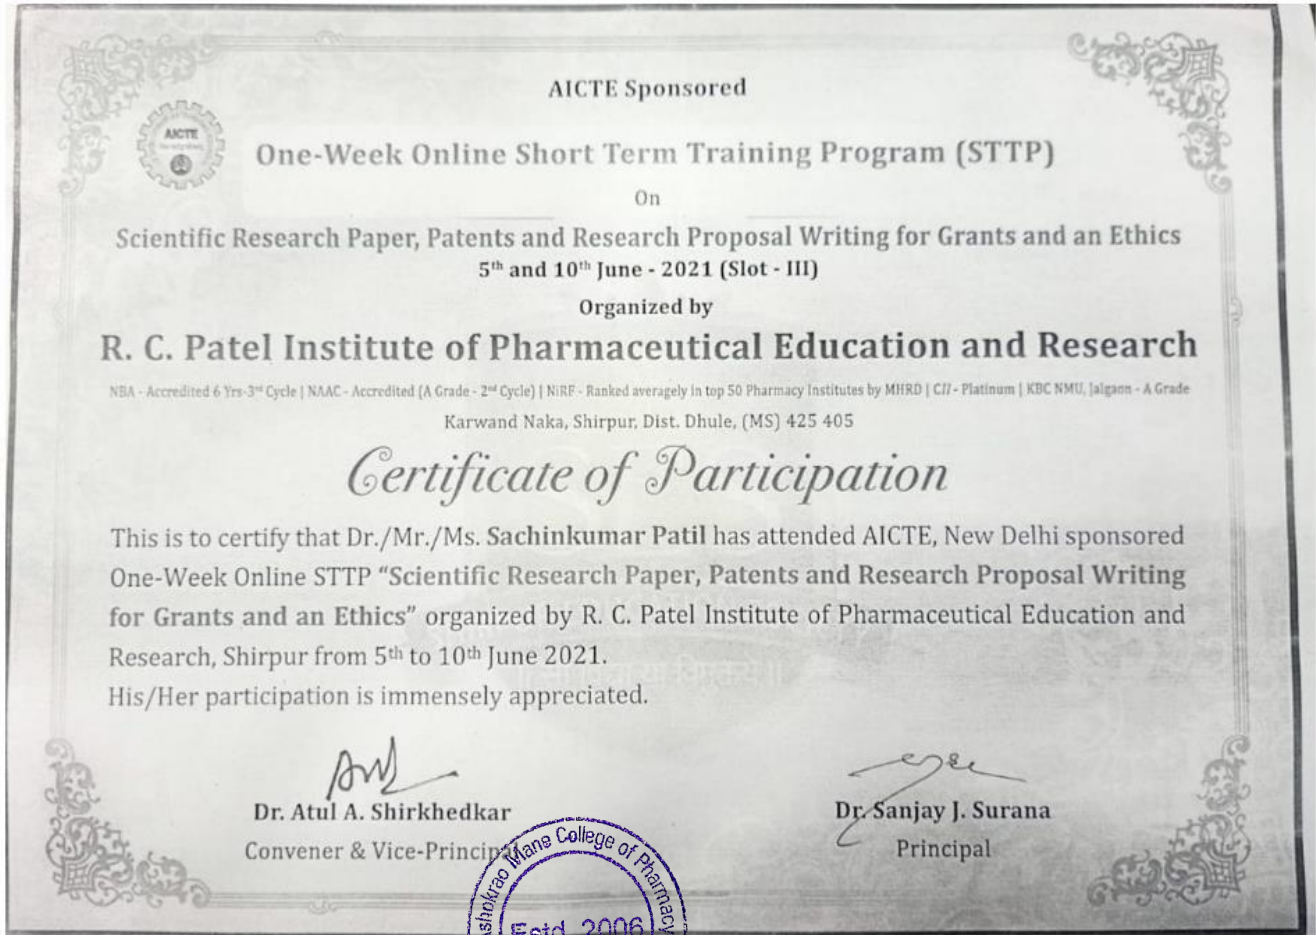 AICTE Sponsored
AICTE
One-Week Online Short Term Training Program (STTP)
On
Scientific Research Paper, Patents and Research Proposal Writing for Grants and an Ethics
5th and 10th June - 2021 (Slot - III)
Organized by
R. C. Patel Institute of Pharmaceutical Education and Research
NBA - Accredited 6 Yrs-3rd Cycle | NAAC - Accredited (A Grade - 2nd Cycle) | NiRF - Ranked averagely in top 50 Pharmacy Institutes by MHRD | CII - Platinum | KBC NMU, Jalgaon - A Grade
Karwand Naka, Shirpur, Dist. Dhule, (MS) 425 405
Certificate of Participation
This is to certify that Dr./Mr./Ms. Sachinkumar Patil has attended AICTE, New Delhi sponsored
One-Week Online STTP “Scientific Research Paper, Patents and Research Proposal Writing
for Grants and an Ethics” organized by R. C. Patel Institute of Pharmaceutical Education and
Research, Shirpur from 5th to 10th June 2021.
His/Her participation is immensely appreciated.
Dr. Atul A. Shirkhedkar
Convener & Vice-Principal
Dr. Sanjay J. Surana
Principal
Ashokrao Mane College of Pharmacy
Estd. 2006